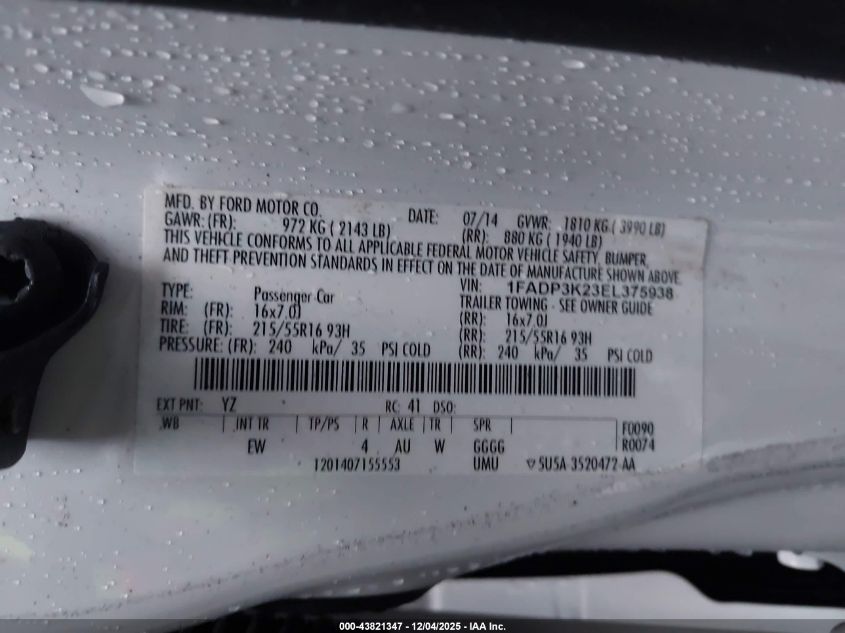 MFD. BY FORD MOTOR CO. DATE: 07/14 GVWR: 1810 KG ( 3990 LB)
GAWR: (FR): 972 KG ( 2143 LB) (RR): 880 KG ( 1940 LB)
THIS VEHICLE CONFORMS TO ALL APPLICABLE FEDERAL MOTOR VEHICLE SAFETY, BUMPER,
AND THEFT PREVENTION STANDARDS IN EFFECT ON THE DATE OF MANUFACTURE SHOWN ABOVE.
VIN: 1FADP3K23EL375938
TYPE: Passenger Car TRAILER TOWING - SEE OWNER GUIDE
RIM: (FR): 16x7.0J (RR): 16x7.0J
TIRE: (FR): 215/55R16 93H (RR): 215/55R16 93H
PRESSURE: (FR): 240 kPa/ 35 PSI COLD (RR): 240 kPa/ 35 PSI COLD
EXT PNT: YZ RC: 41 DSO:
WB INT TR TP/PS R AXLE TR SPR F0090
EW 4 AU W GGGG R0074
1201407155553 UMU ▽ 5U5A 3520472 AA
000-43821347 - 12/04/2025 - IAA Inc.